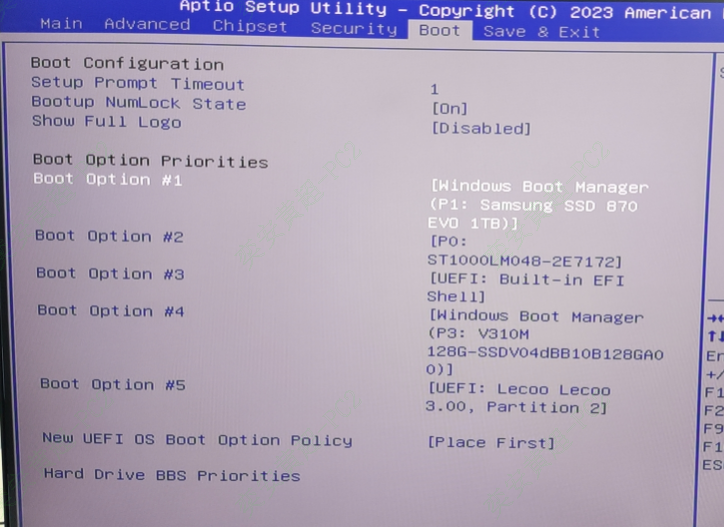 Aptio Setup Utility – Copyright (C) 2023 American
Main Advanced Chipset Security Boot Save & Exit
Boot Configuration
Setup Prompt Timeout 1
Bootup NumLock State [On]
Show Full Logo [Disabled]
Boot Option Priorities
Boot Option #1 [Windows Boot Manager
(P1: Samsung SSD 870
EVO 1TB)]
Boot Option #2 [P0:
ST1000LM048-2E7172]
Boot Option #3 [UEFI: Built-in EFI
Shell]
Boot Option #4 [Windows Boot Manager
(P3: V310M
128G-SSDV04dBB10B128GA0
0)]
Boot Option #5 [UEFI: Lecoo Lecoo
3.00, Partition 2]
New UEFI OS Boot Option Policy [Place First]
Hard Drive BBS Priorities
→←
↑↓
En
+/
F1
F2
F9
F1
ES